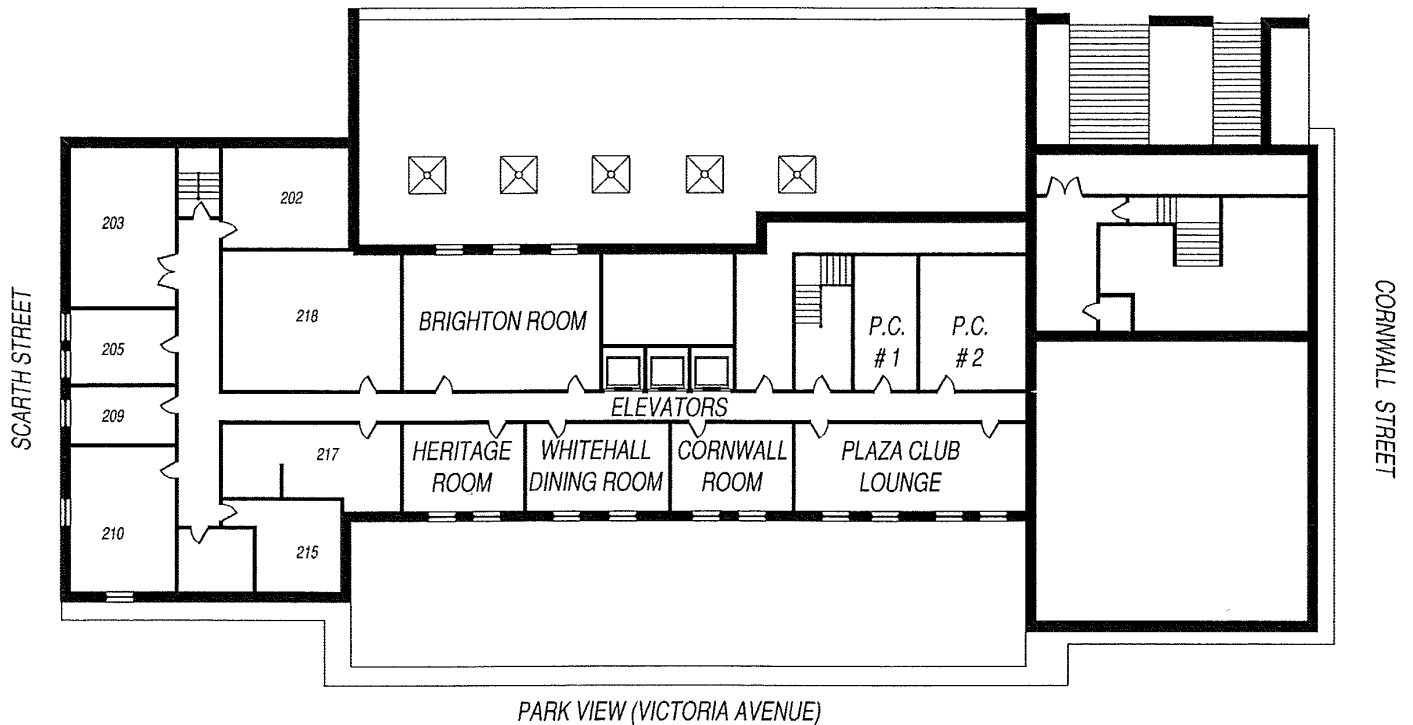 202
203
SCARTH STREET
205
218
BRIGHTON ROOM
P.C.
# 1
P.C.
# 2
CORNWALL STREET
209
ELEVATORS
217
HERITAGE
ROOM
WHITEHALL
DINING ROOM
CORNWALL
ROOM
PLAZA CLUB
LOUNGE
210
215
PARK VIEW (VICTORIA AVENUE)